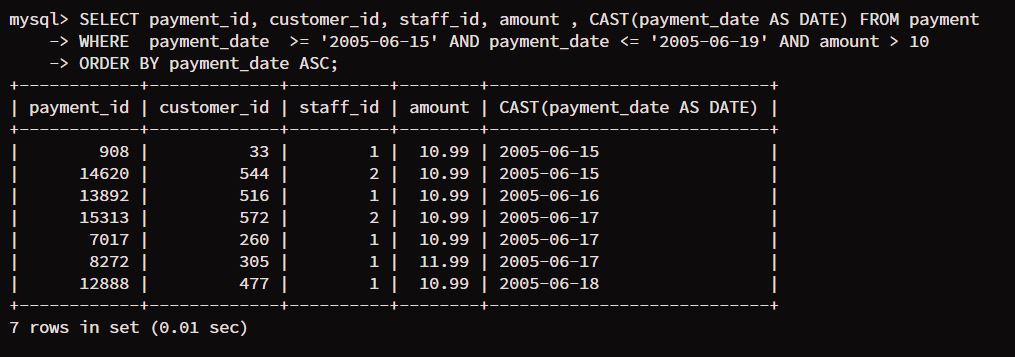 mysql> SELECT payment_id, customer_id, staff_id, amount , CAST(payment_date AS DATE) FROM payment
    -> WHERE  payment_date  >= '2005-06-15' AND payment_date <= '2005-06-19' AND amount > 10
    -> ORDER BY payment_date ASC;
+------------+-------------+----------+--------+----------------------------+
| payment_id | customer_id | staff_id | amount | CAST(payment_date AS DATE) |
+------------+-------------+----------+--------+----------------------------+
|        908 |          33 |        1 |  10.99 | 2005-06-15                 |
|      14620 |         544 |        2 |  10.99 | 2005-06-15                 |
|      13892 |         516 |        1 |  10.99 | 2005-06-16                 |
|      15313 |         572 |        2 |  10.99 | 2005-06-17                 |
|       7017 |         260 |        1 |  10.99 | 2005-06-17                 |
|       8272 |         305 |        1 |  11.99 | 2005-06-17                 |
|      12888 |         477 |        1 |  10.99 | 2005-06-18                 |
+------------+-------------+----------+--------+----------------------------+
7 rows in set (0.01 sec)